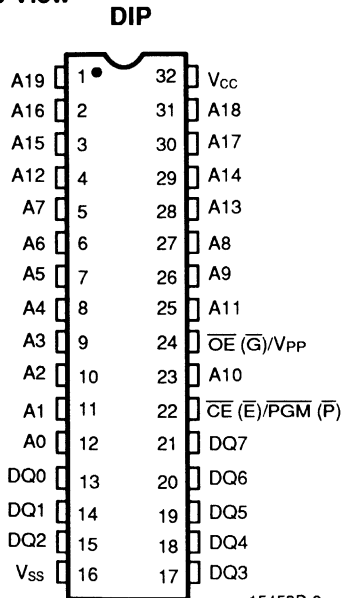 DIP
A19 1 32 VCC
A16 2 31 A18
A15 3 30 A17
A12 4 29 A14
A7 5 28 A13
A6 6 27 A8
A5 7 26 A9
A4 8 25 A11
A3 9 24 O̅E̅ (G̅)/VPP
A2 10 23 A10
A1 11 22 C̅E̅ (E̅)/P̅G̅M̅ (P̅)
A0 12 21 DQ7
DQ0 13 20 DQ6
DQ1 14 19 DQ5
DQ2 15 18 DQ4
VSS 16 17 DQ3